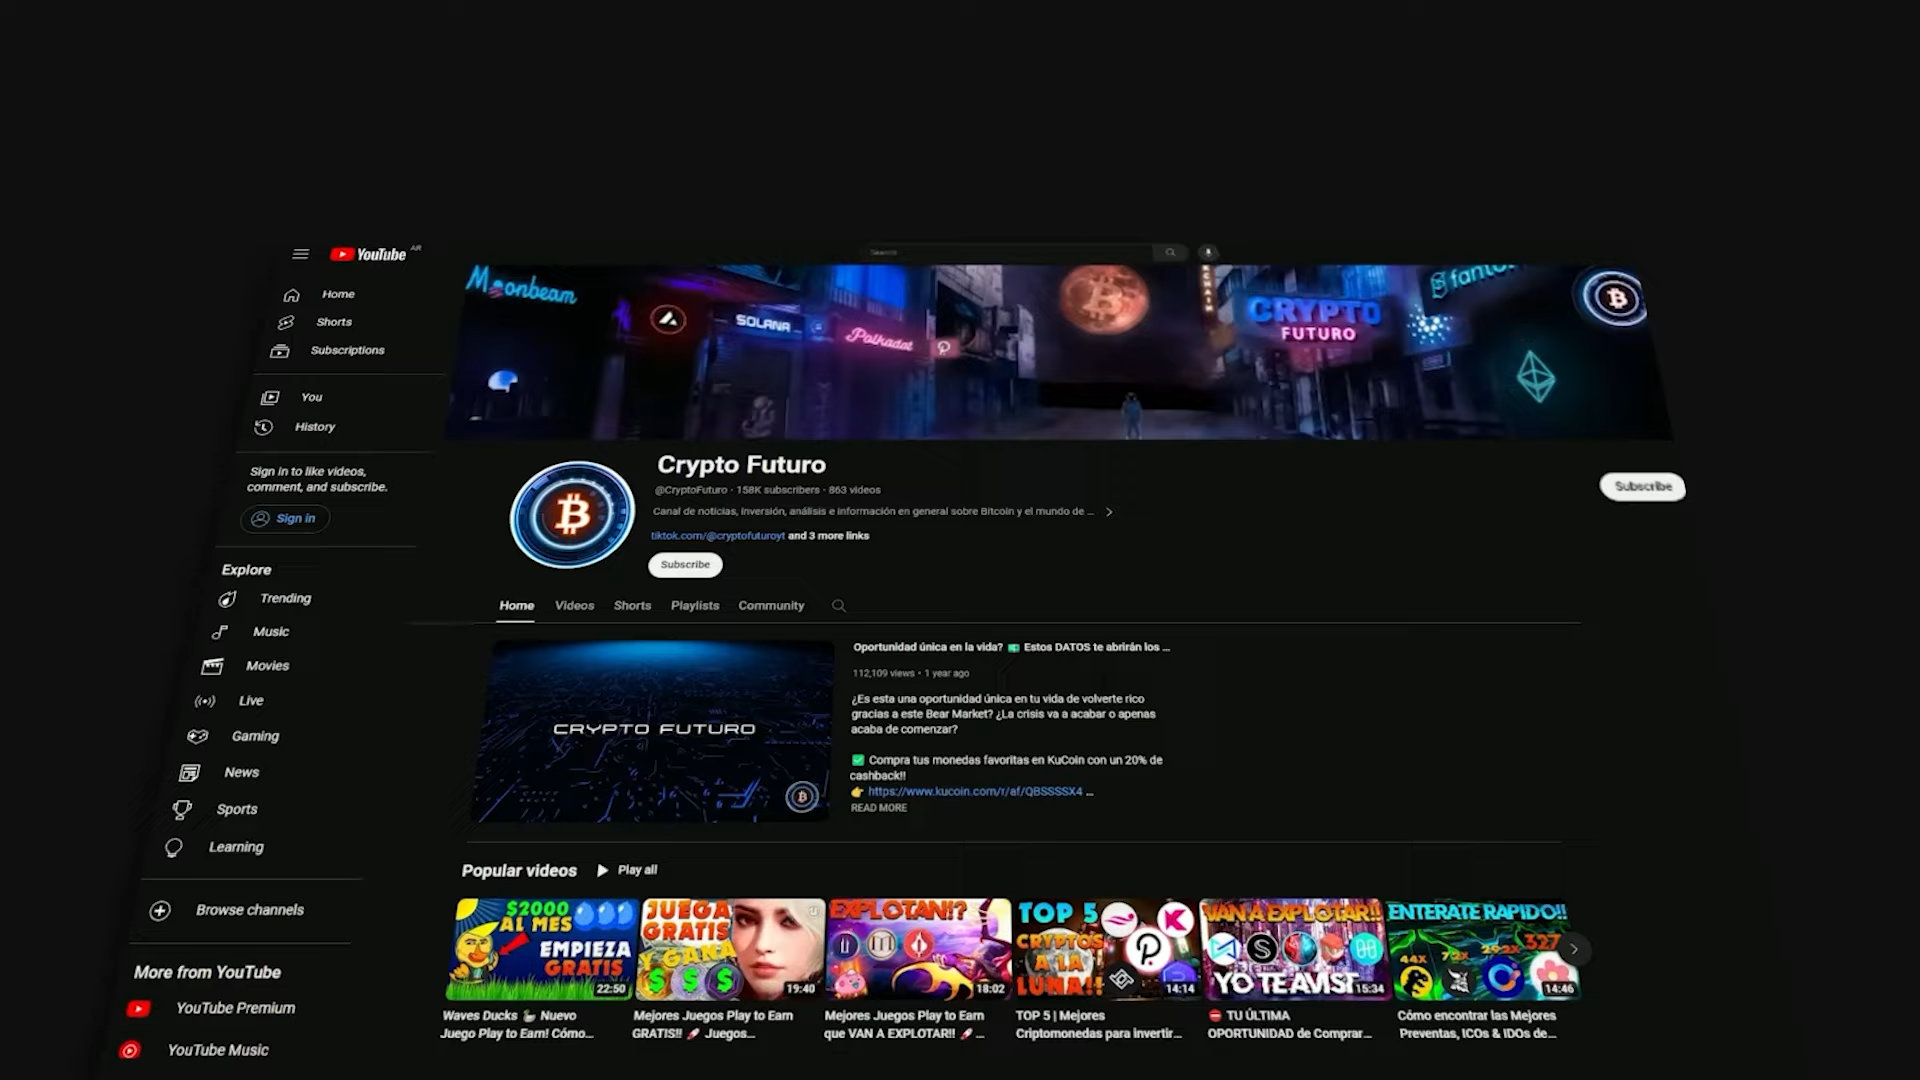 YouTube AR
Search
Home
Shorts
Subscriptions
You
History
Sign in to like videos,
comment, and subscribe.
Sign in
Explore
Trending
Music
Movies
Live
Gaming
News
Sports
Learning
Browse channels
More from YouTube
YouTube Premium
YouTube Music
Moonbeam
SOLANA
Polkadot
CRYPTO
FUTURO
Crypto Futuro
@CryptoFuturo · 158K subscribers · 863 videos
Canal de noticias, inversión, análisis e información en general sobre Bitcoin y el mundo de ...
tiktok.com/@cryptofuturoyt and 3 more links
Subscribe
Subscribe
Home Videos Shorts Playlists Community
CRYPTO FUTURO
Oportunidad única en la vida? 💵 Estos DATOS te abrirán los ...
112,109 views · 1 year ago
¿Es esta una oportunidad única en tu vida de volverte rico
gracias a este Bear Market? ¿La crisis va a acabar o apenas
acaba de comenzar?
✅ Compra tus monedas favoritas en KuCoin con un 20% de
cashback!!
👉 https://www.kucoin.com/r/af/QBSSSSX4 ...
READ MORE
Popular videos Play all
$2000
AL MES
EMPIEZA
GRATIS
22:50
Waves Ducks 🦆 Nuevo
Juego Play to Earn! Cómo...
JUEGA
GRATIS
Y GANA
19:40
Mejores Juegos Play to Earn
GRATIS!! 🚀 Juegos...
EXPLOTAN!?
18:02
Mejores Juegos Play to Earn
que VAN A EXPLOTAR!! 🚀 ...
TOP 5
CRYPTOS
A LA
LUNA!!
14:14
TOP 5 | Mejores
Criptomonedas para invertir...
VAN A EXPLOTAR!!
YO TE AVIS
15:34
⛔ TU ÚLTIMA
OPORTUNIDAD de Comprar...
ENTERATE RAPIDO!!
44X
327
14:46
Cómo encontrar las Mejores
Preventas, ICOs & IDOs de...